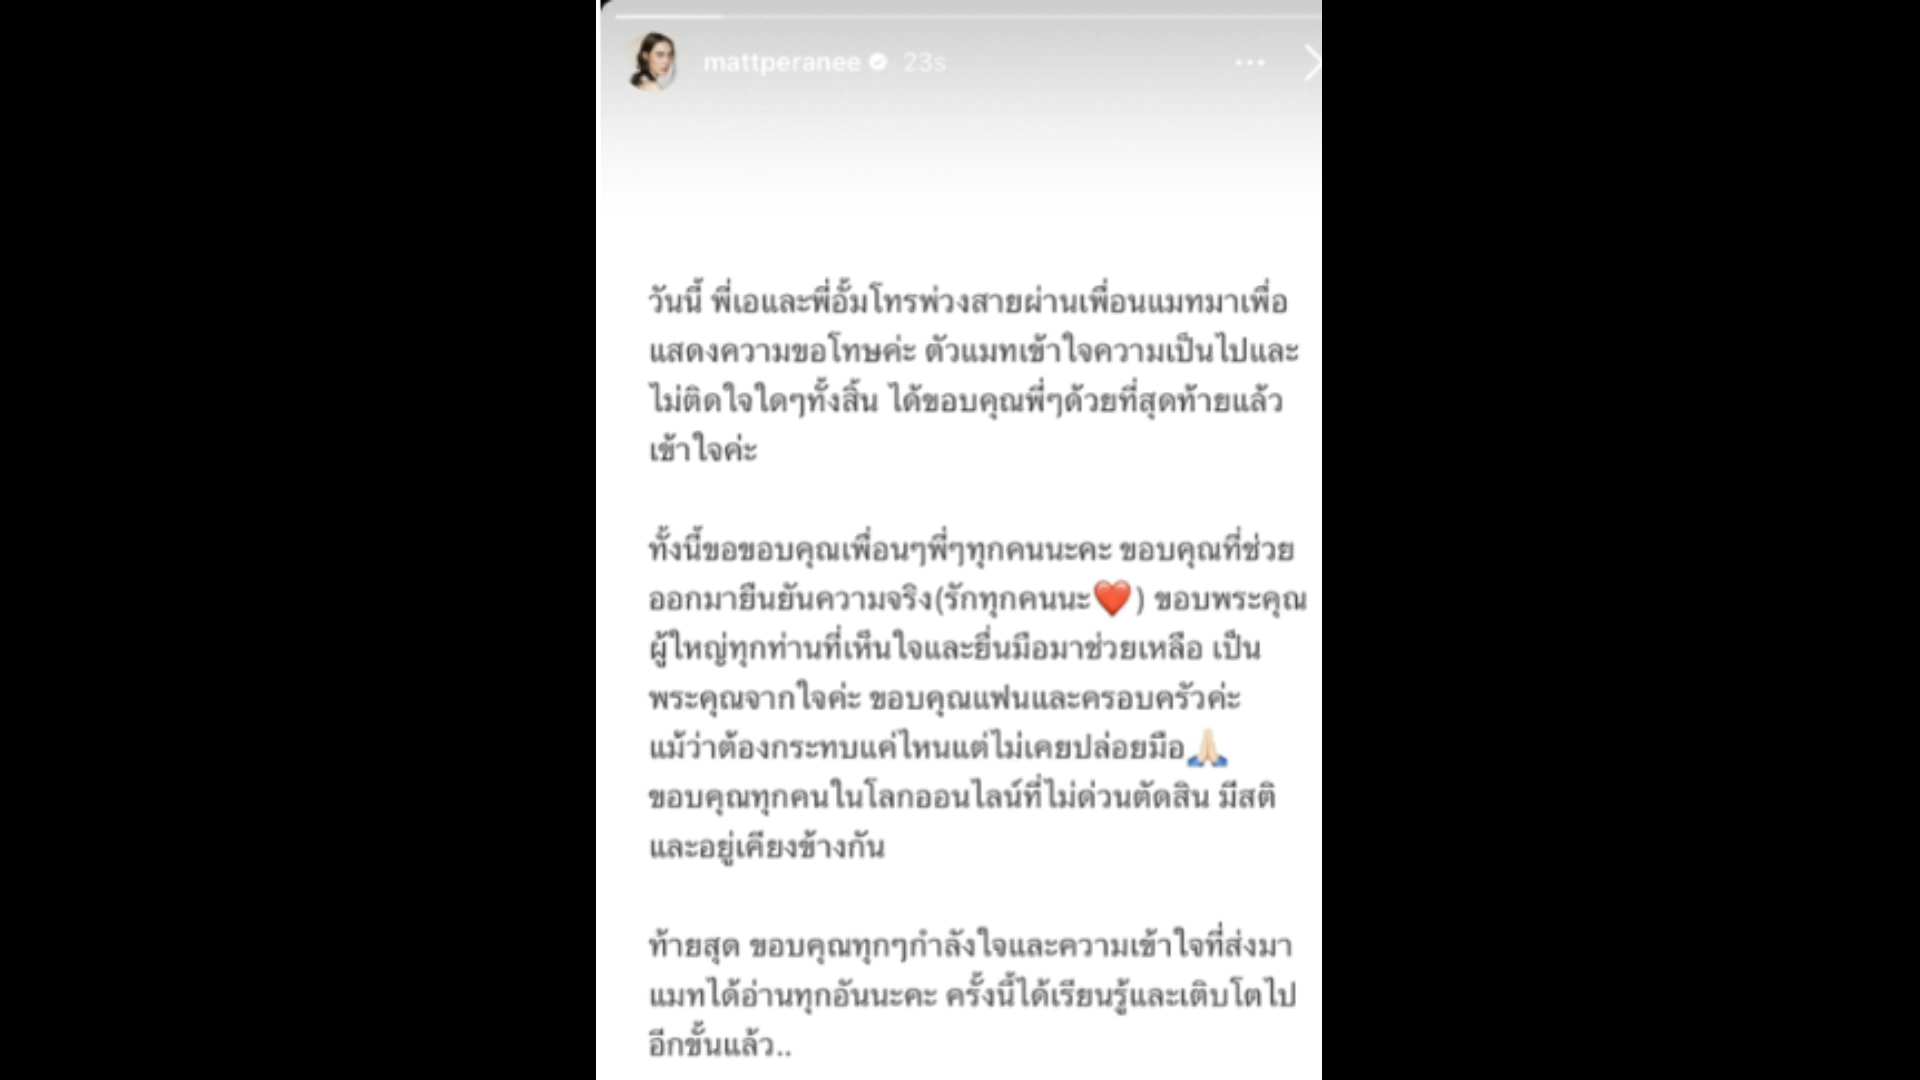 mattperanee 23s
วันนี้ พี่เอและพี่อั้มโทรพ่วงสายผ่านเพื่อนแมทมาเพื่อ
แสดงความขอโทษค่ะ ตัวแมทเข้าใจความเป็นไปและ
ไม่ติดใจใดๆทั้งสิ้น ได้ขอบคุณพี่ๆด้วยที่สุดท้ายแล้ว
เข้าใจค่ะ
ทั้งนี้ขอขอบคุณเพื่อนๆพี่ๆทุกคนนะคะ ขอบคุณที่ช่วย
ออกมายืนยันความจริง(รักทุกคนนะ❤️) ขอบพระคุณ
ผู้ใหญ่ทุกท่านที่เห็นใจและยื่นมือมาช่วยเหลือ เป็น
พระคุณจากใจค่ะ ขอบคุณแฟนและครอบครัวค่ะ
แม้ว่าต้องกระทบแค่ไหนแต่ไม่เคยปล่อยมือ🙏🏻
ขอบคุณทุกคนในโลกออนไลน์ที่ไม่ด่วนตัดสิน มีสติ
และอยู่เคียงข้างกัน
ท้ายสุด ขอบคุณทุกๆกำลังใจและความเข้าใจที่ส่งมา
แมทได้อ่านทุกอันนะคะ ครั้งนี้ได้เรียนรู้และเติบโตไป
อีกขั้นแล้ว..